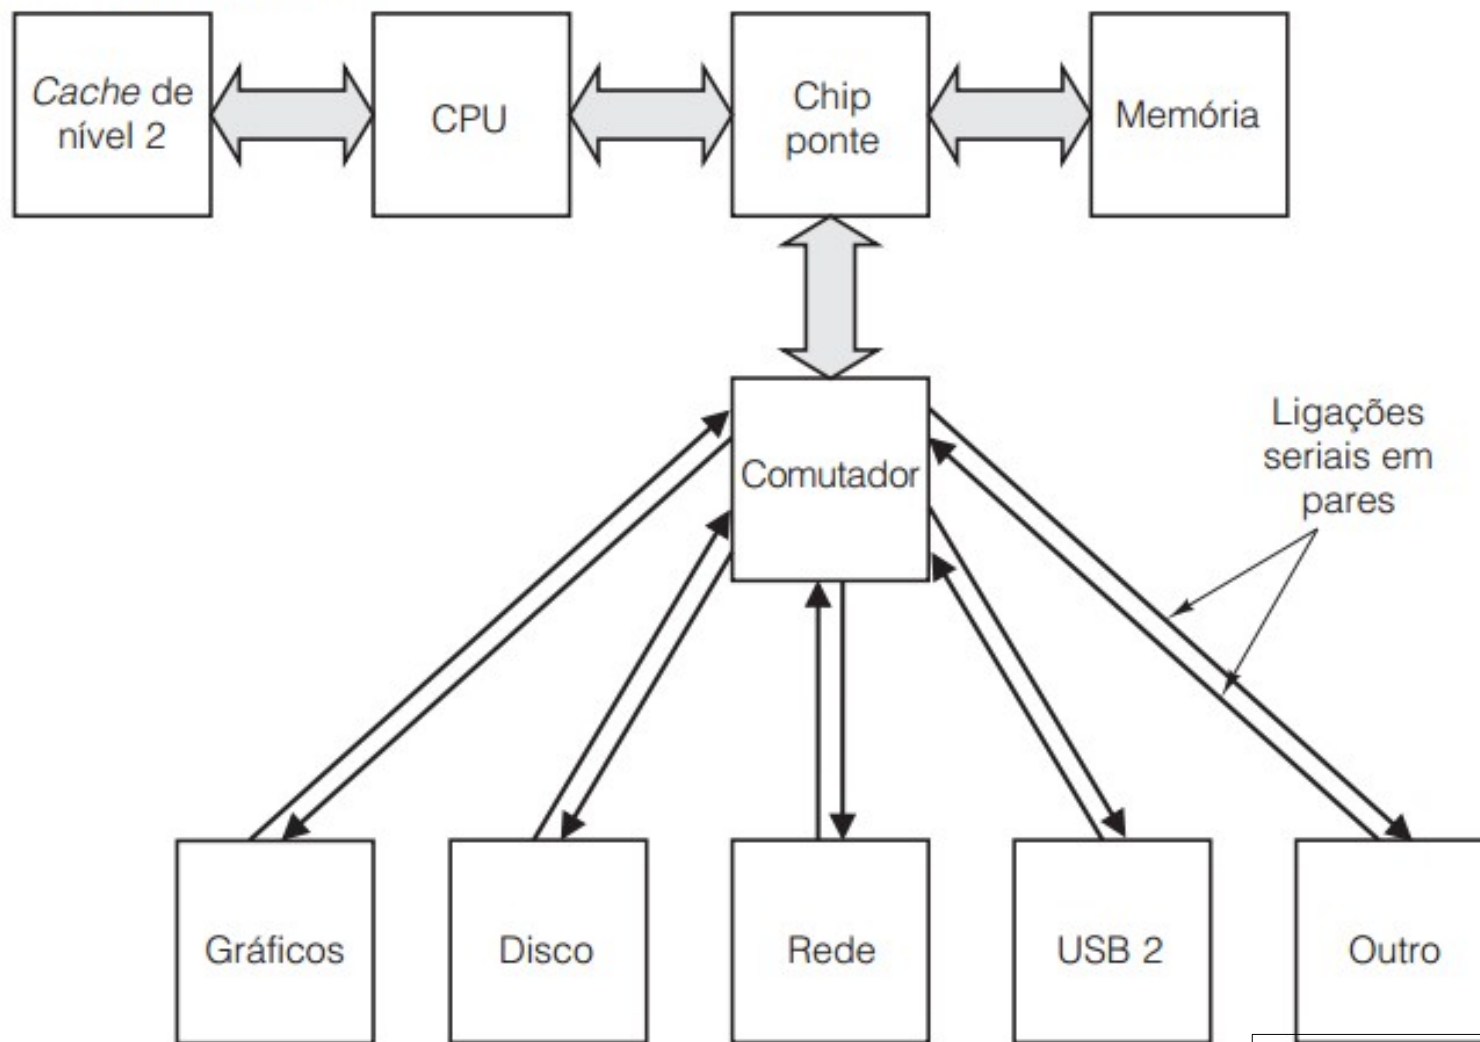 Cache de
nível 2
CPU
Chip
ponte
Memória
Comutador
Ligações
seriais em
pares
Gráficos
Disco
Rede
USB 2
Outro